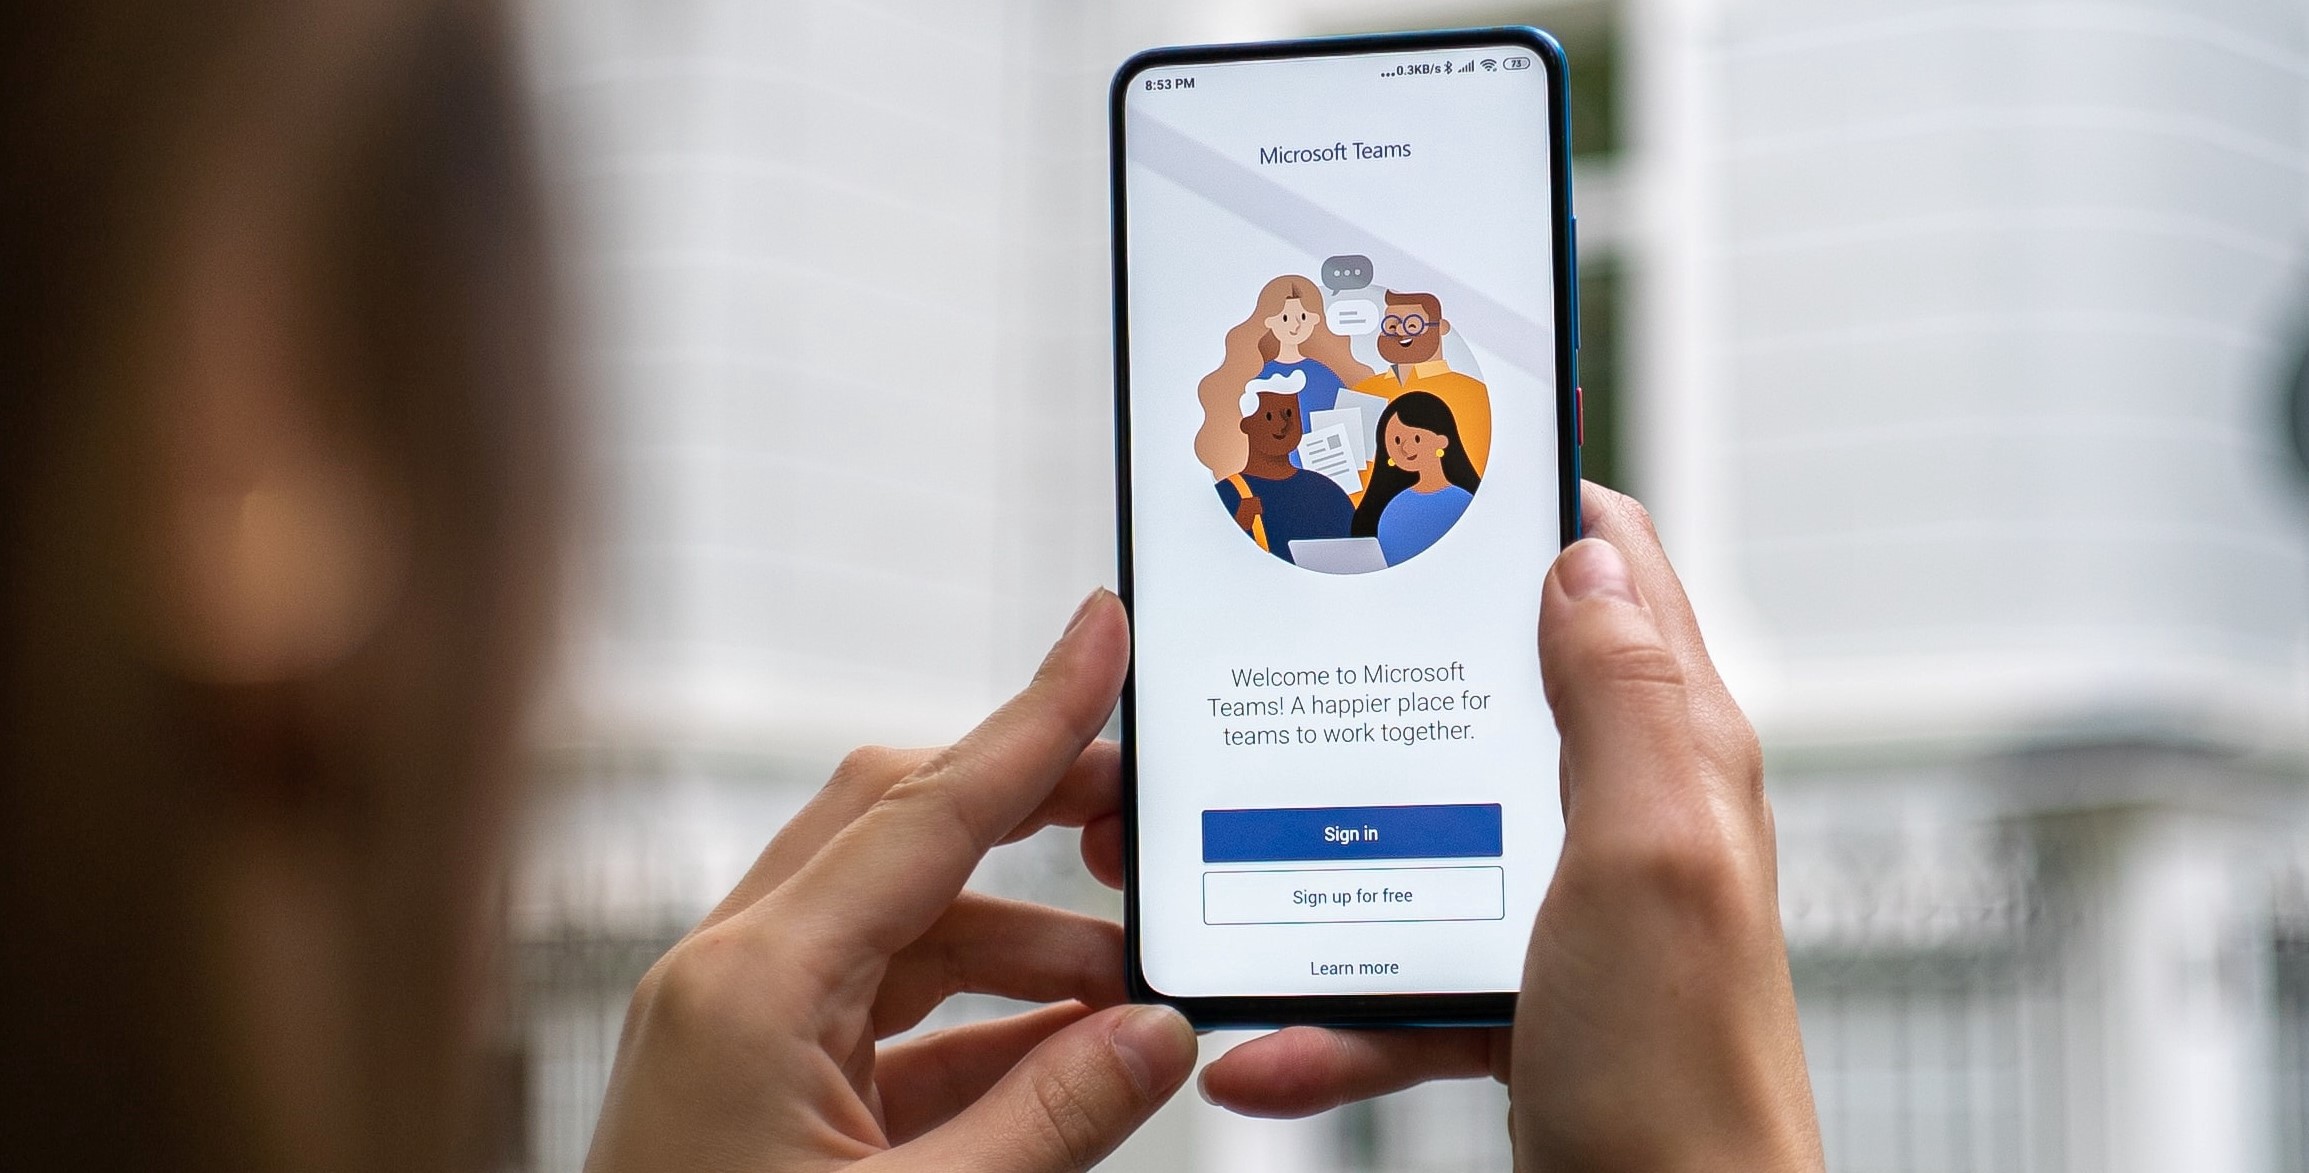 8:53 PM ...0.3KB/s 73
Microsoft Teams
Welcome to Microsoft
Teams! A happier place for
teams to work together.
Sign in
Sign up for free
Learn more